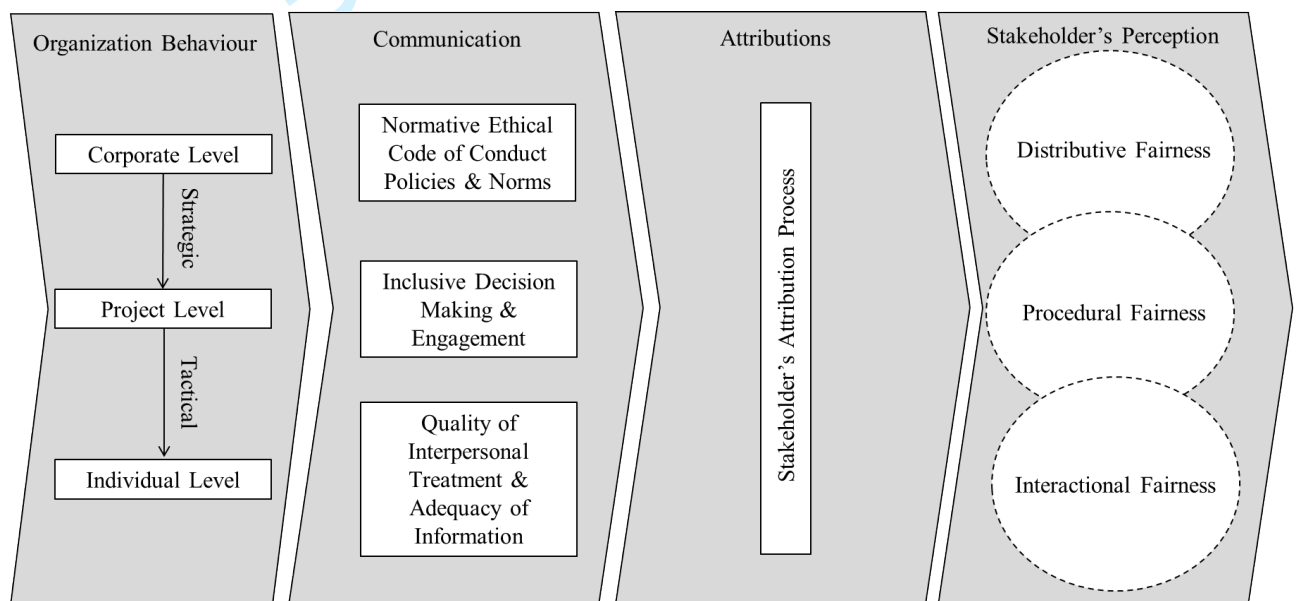 Organization Behaviour
Corporate Level
Strategic
Project Level
Tactical
Individual Level
Communication
Normative Ethical
Code of Conduct
Policies & Norms
Inclusive Decision
Making &
Engagement
Quality of
Interpersonal
Treatment &
Adequacy of
Information
Attributions
Stakeholder's Attribution Process
Stakeholder's Perception
Distributive Fairness
Procedural Fairness
Interactional Fairness